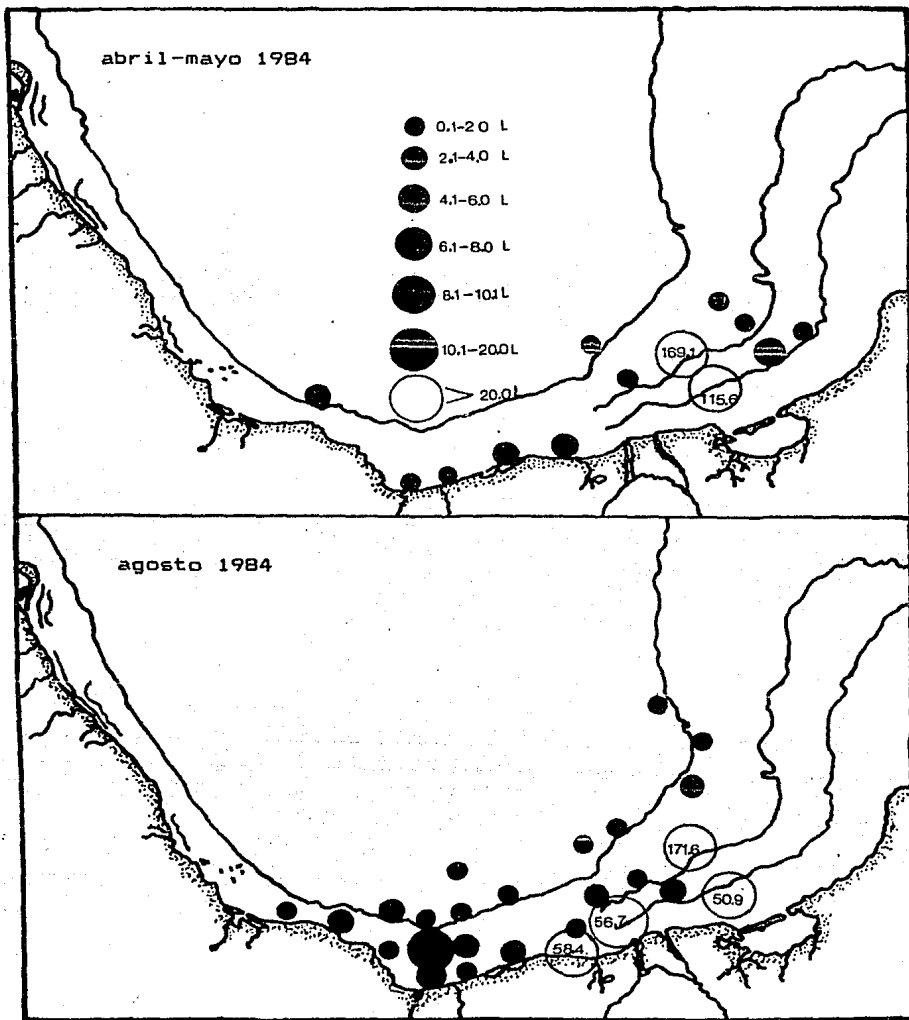 abril-mayo 1984
0.1-2.0 L
2.1-4.0 L
4.1-6.0 L
6.1-8.0 L
8.1-10.1 L
10.1-20.0 L
> 20.0 l
169.1
115.6
agosto 1984
171.6
50.9
56.7
58.4